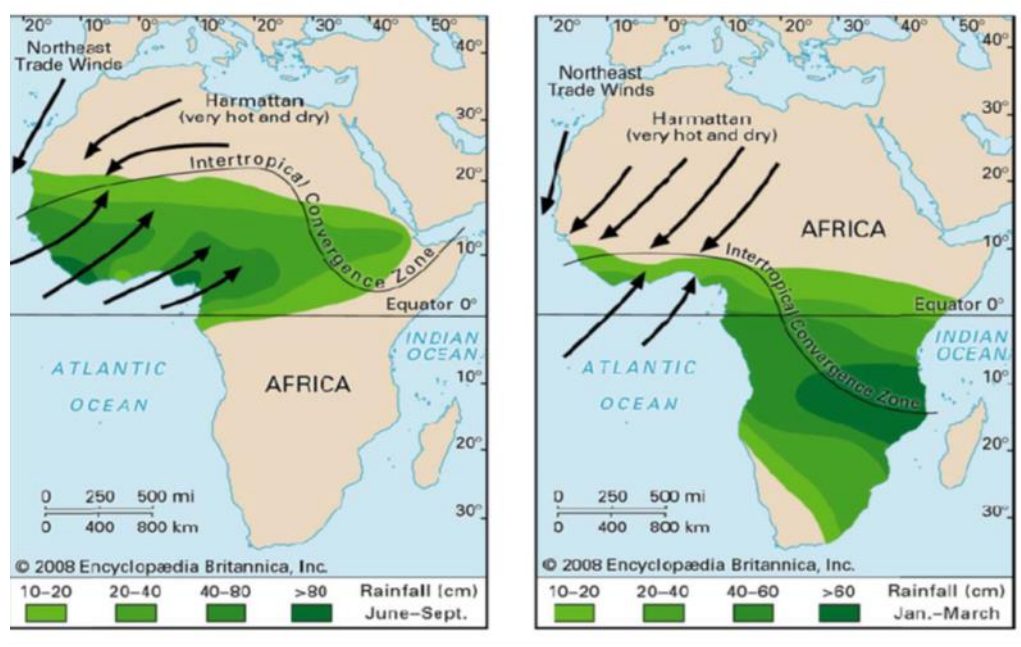 20° 10° 0° 10° 20° 30° 40° 50°
40°
Northeast
Trade Winds
Harmattan
(very hot and dry)
30°
Intertropical Convergence Zone
20°
10°
Equator 0°
INDIAN
OCEAN
ATLANTIC
OCEAN
AFRICA
10°
20°
0 250 500 mi
0 400 800 km
30°
© 2008 Encyclopædia Britannica, Inc.
10–20 20–40 40–80 >80 Rainfall (cm)
June–Sept.
20° 10° 0° 10° 20° 30° 40° 50°
40°
Northeast
Trade Winds
30°
Harmattan
(very hot and dry)
20°
AFRICA
10°
Intertropical Convergence Zone
Equator 0°
INDIAN
OCEAN
ATLANTIC
OCEAN
10°
20°
0 250 500 mi
0 400 800 km
30°
© 2008 Encyclopædia Britannica, Inc.
10–20 20–40 40–60 >60 Rainfall (cm)
Jan.–March